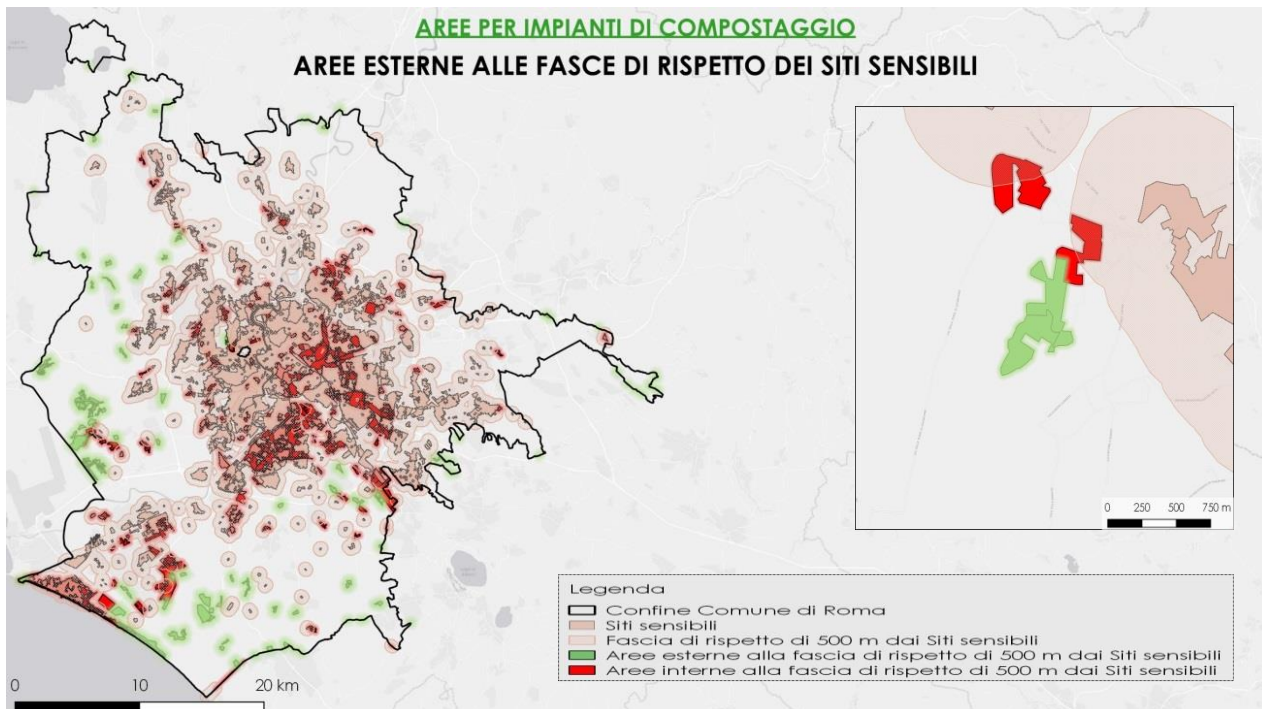 AREE PER IMPIANTI DI COMPOSTAGGIO
AREE ESTERNE ALLE FASCE DI RISPETTO DEI SITI SENSIBILI
0 250 500 750 m
Legenda
Confine Comune di Roma
Siti sensibili
Fascia di rispetto di 500 m dai Siti sensibili
Aree esterne alla fascia di rispetto di 500 m dai Siti sensibili
Aree interne alla fascia di rispetto di 500 m dai Siti sensibili
0 10 20 km